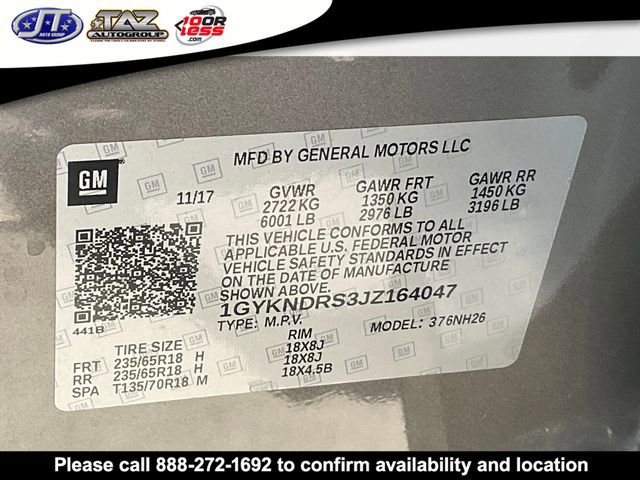 JT AUTO GROUP
TAZ AUTOGROUP
10K OR less.com
MFD BY GENERAL MOTORS LLC
GM
11/17 GVWR GAWR FRT GAWR RR
2722 KG 1350 KG 1450 KG
6001 LB 2976 LB 3196 LB
THIS VEHICLE CONFORMS TO ALL
APPLICABLE U.S. FEDERAL MOTOR
VEHICLE SAFETY STANDARDS IN EFFECT
ON THE DATE OF MANUFACTURE SHOWN ABOVE.
1GYKNDRS3JZ164047
441B TYPE: M.P.V. MODEL: 376NH26
TIRE SIZE RIM
FRT 235/65R18 H 18X8J
RR 235/65R18 H 18X8J
SPA T135/70R18 M 18X4.5B
Please call 888-272-1692 to confirm availability and location